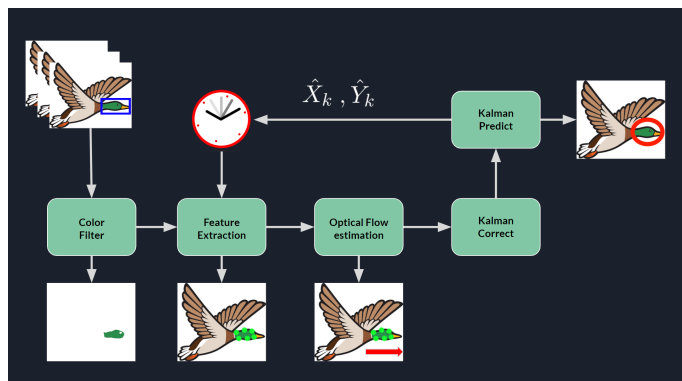 X̂ₖ , Ŷₖ
Kalman
Predict
Color
Filter
Feature
Extraction
Optical Flow
estimation
Kalman
Correct